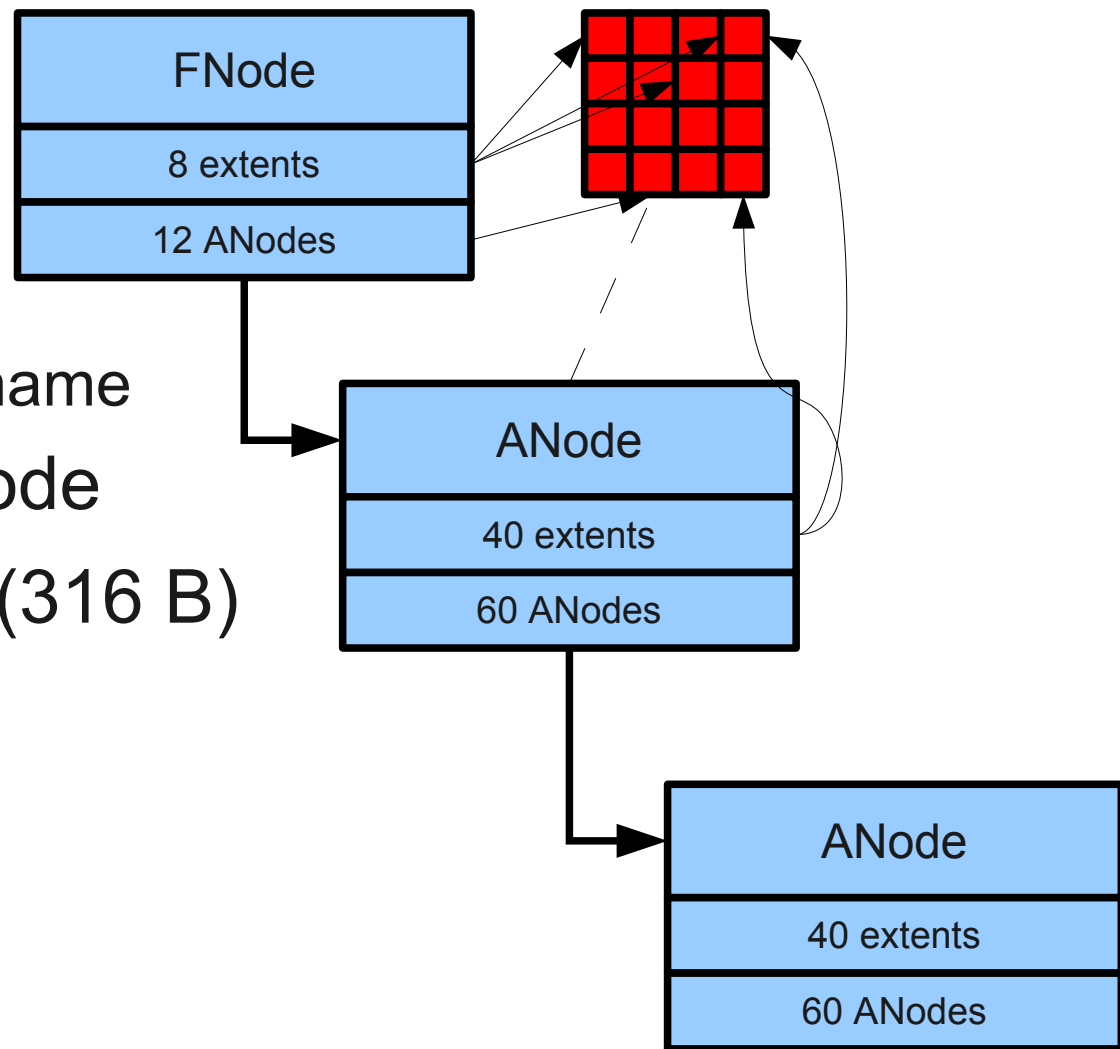 FNode
8 extents
12 ANodes
(316 B)
ANode
40 extents
60 ANodes
ANode
40 extents
60 ANodes